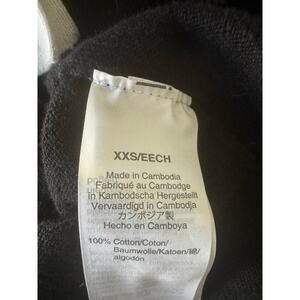 XXS/EECH
Made in Cambodia
Fabriqué au Cambodge
in Kambodscha Hergestellt
Vervaardigd in Cambodja
カンボジア製
Hecho en Camboya
100% Cotton/Coton/
Baumwolle/Katoen/綿/
algodón